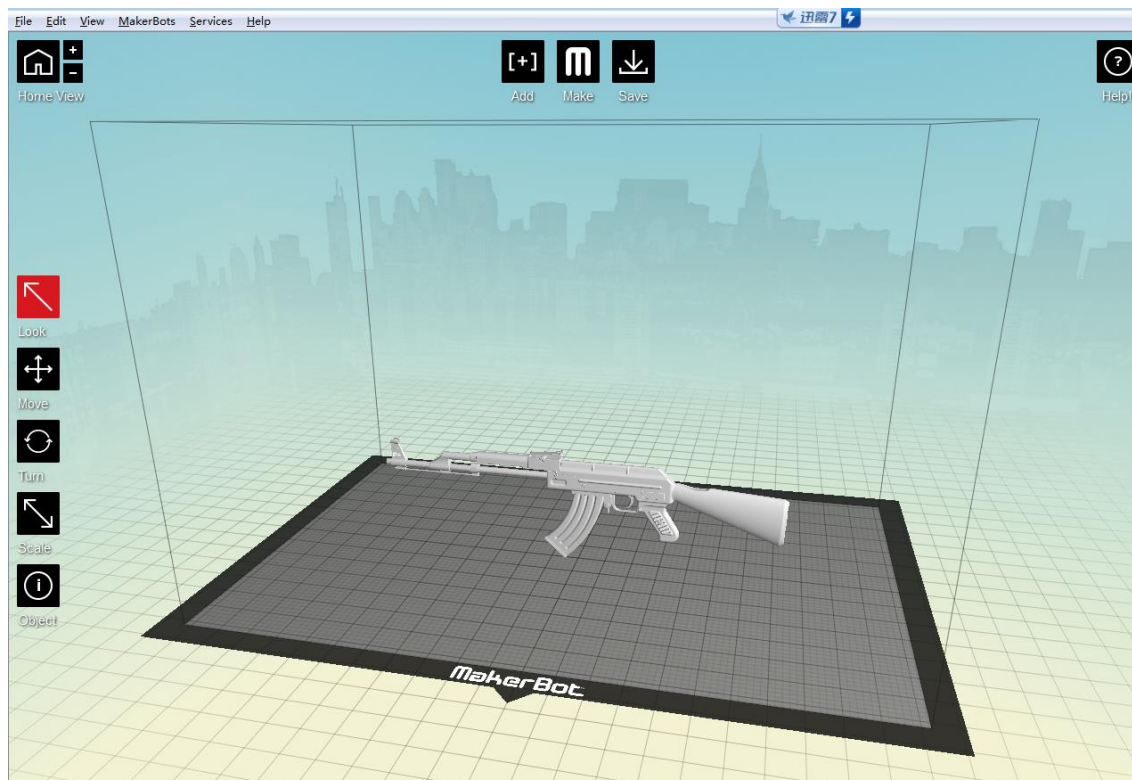 File Edit View MakerBots Services Help
迅雷7
Home View
+
-
[+]
M
Add Make Save
?
Help!
Look
Move
Turn
Scale
i
Object
MakerBot